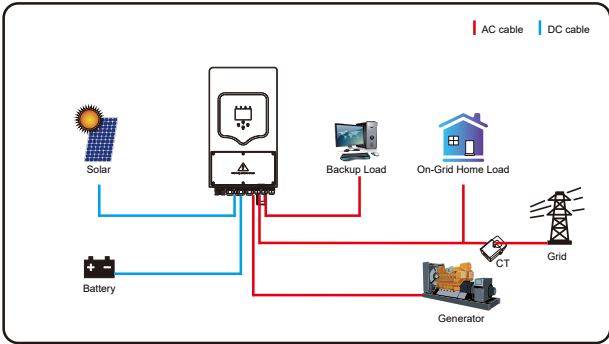 AC cable
DC cable
Solar
Backup Load
On-Grid Home Load
CT
Grid
Battery
Generator